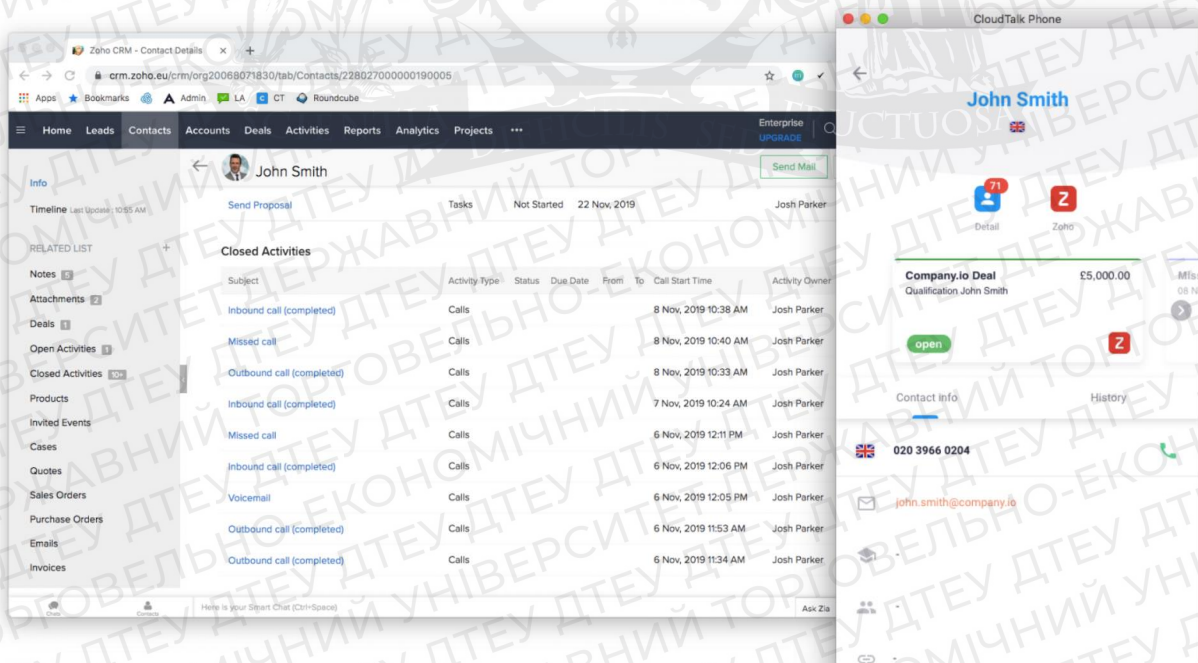 CloudTalk Phone
Zoho CRM - Contact Details
crm.zoho.eu/crm/org20068071830/tab/Contacts/228027000000190005
Apps Bookmarks Admin LA CT Roundcube
Home Leads Contacts Accounts Deals Activities Reports Analytics Projects ••• Enterprise UPGRADE
John Smith Send Mail
Info
Timeline Last Update : 10:55 AM
Send Proposal Tasks Not Started 22 Nov, 2019 Josh Parker
RELATED LIST +
Closed Activities
Notes 5
Attachments 2
Deals 1
Open Activities 1
Closed Activities 10+
Products
Invited Events
Cases
Quotes
Sales Orders
Purchase Orders
Emails
Invoices
Subject Activity Type Status Due Date From To Call Start Time Activity Owner
Inbound call (completed) Calls 8 Nov, 2019 10:38 AM Josh Parker
Missed call Calls 8 Nov, 2019 10:40 AM Josh Parker
Outbound call (completed) Calls 8 Nov, 2019 10:33 AM Josh Parker
Inbound call (completed) Calls 7 Nov, 2019 10:24 AM Josh Parker
Missed call Calls 6 Nov, 2019 12:11 PM Josh Parker
Inbound call (completed) Calls 6 Nov, 2019 12:06 PM Josh Parker
Voicemail Calls 6 Nov, 2019 12:05 PM Josh Parker
Outbound call (completed) Calls 6 Nov, 2019 11:53 AM Josh Parker
Outbound call (completed) Calls 6 Nov, 2019 11:34 AM Josh Parker
Chats Contacts Here is your Smart Chat (Ctrl+Space) Ask Zia
John Smith
71
Z
Detail Zoho
Company.io Deal £5,000.00
Qualification John Smith
open Z
Contact info History
020 3966 0204
john.smith@company.io
-
-
-